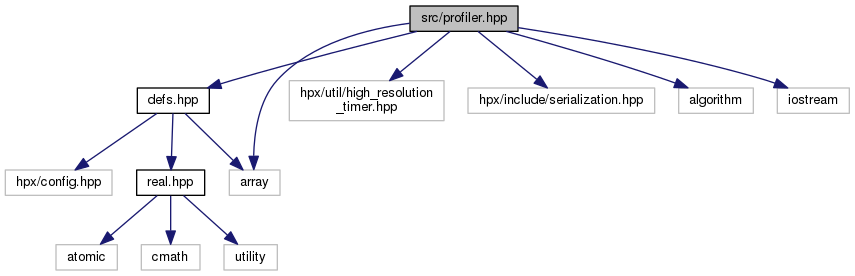 src/profiler.hpp
defs.hpp
hpx/util/high_resolution
_timer.hpp
hpx/include/serialization.hpp
algorithm
iostream
hpx/config.hpp
real.hpp
array
atomic
cmath
utility